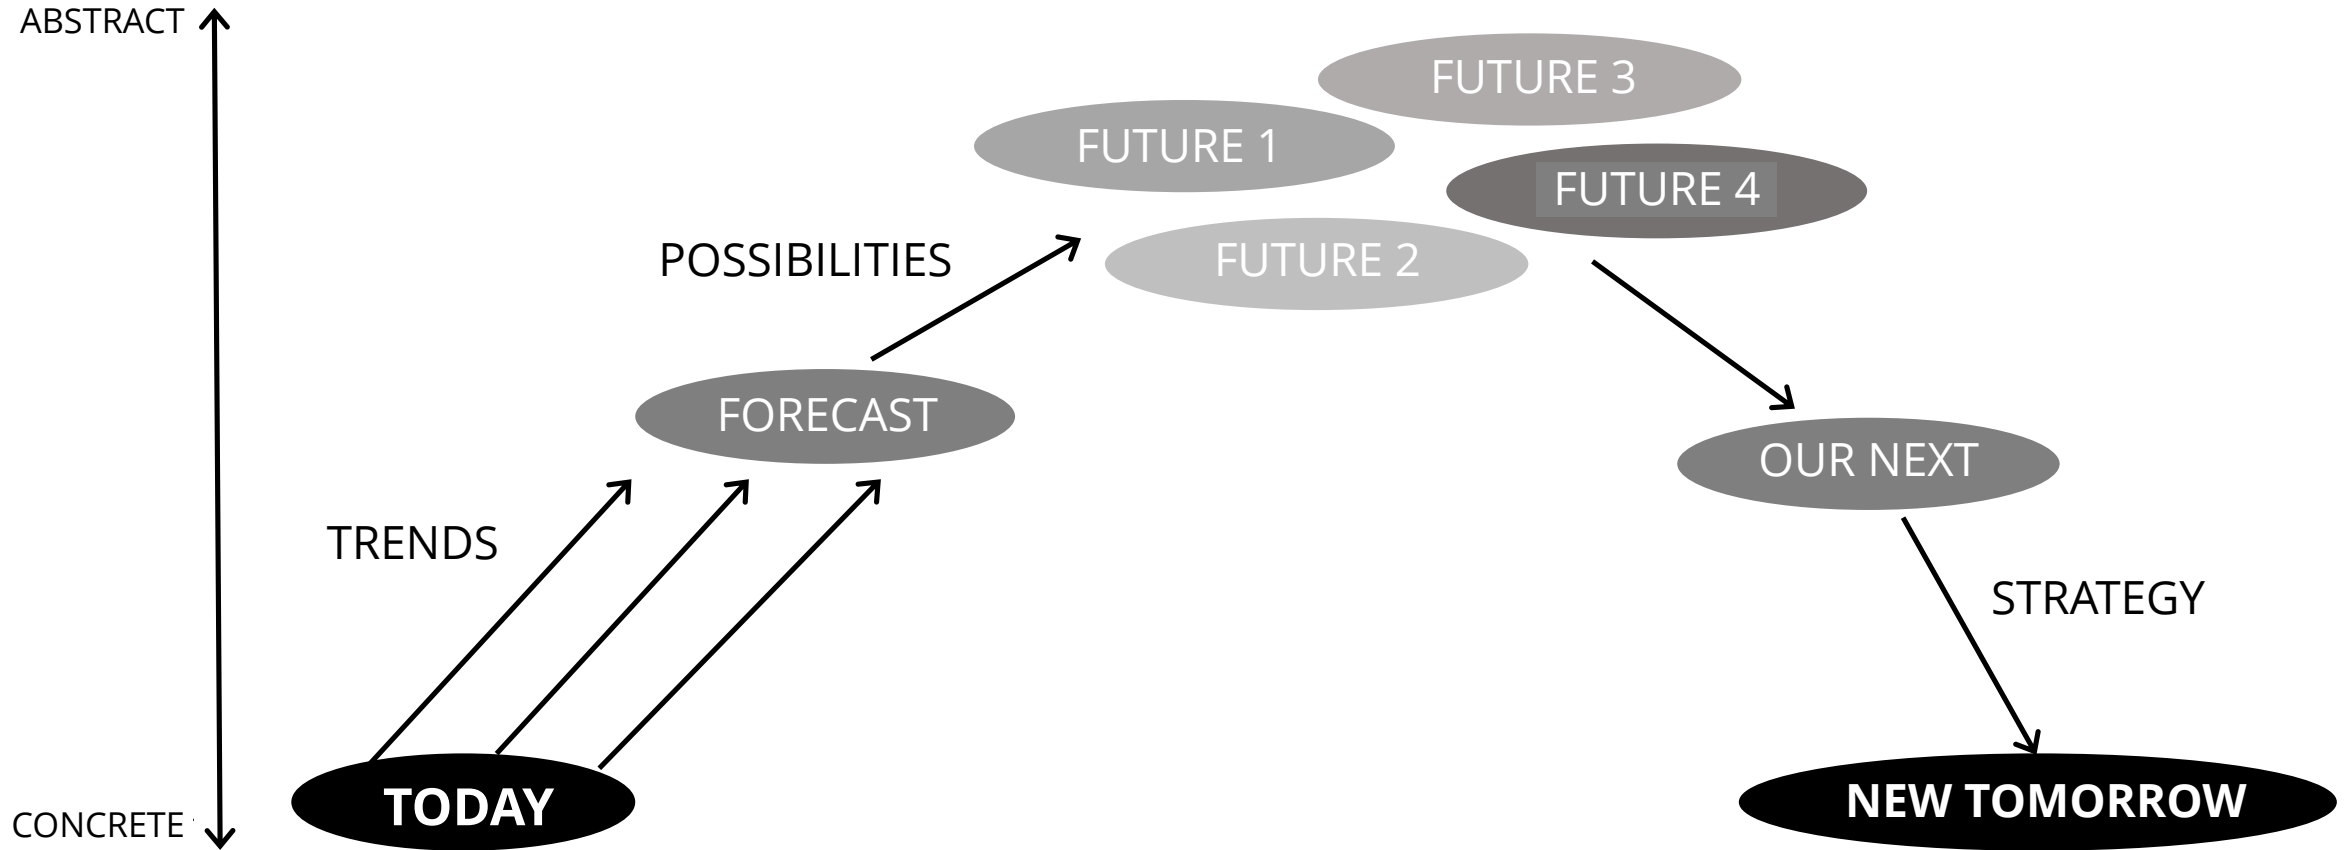 ABSTRACT
FUTURE 3
FUTURE 1
FUTURE 4
POSSIBILITIES
FUTURE 2
FORECAST
OUR NEXT
TRENDS
STRATEGY
TODAY
NEW TOMORROW
CONCRETE